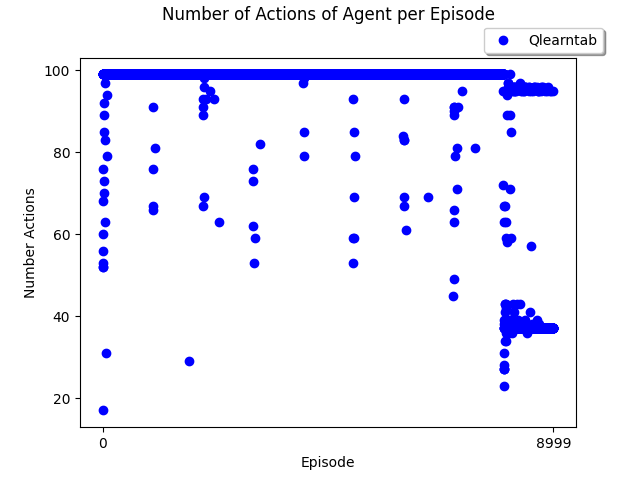 Number of Actions of Agent per Episode
Qlearntab
100
80
60
40
20
Number Actions
0
8999
Episode